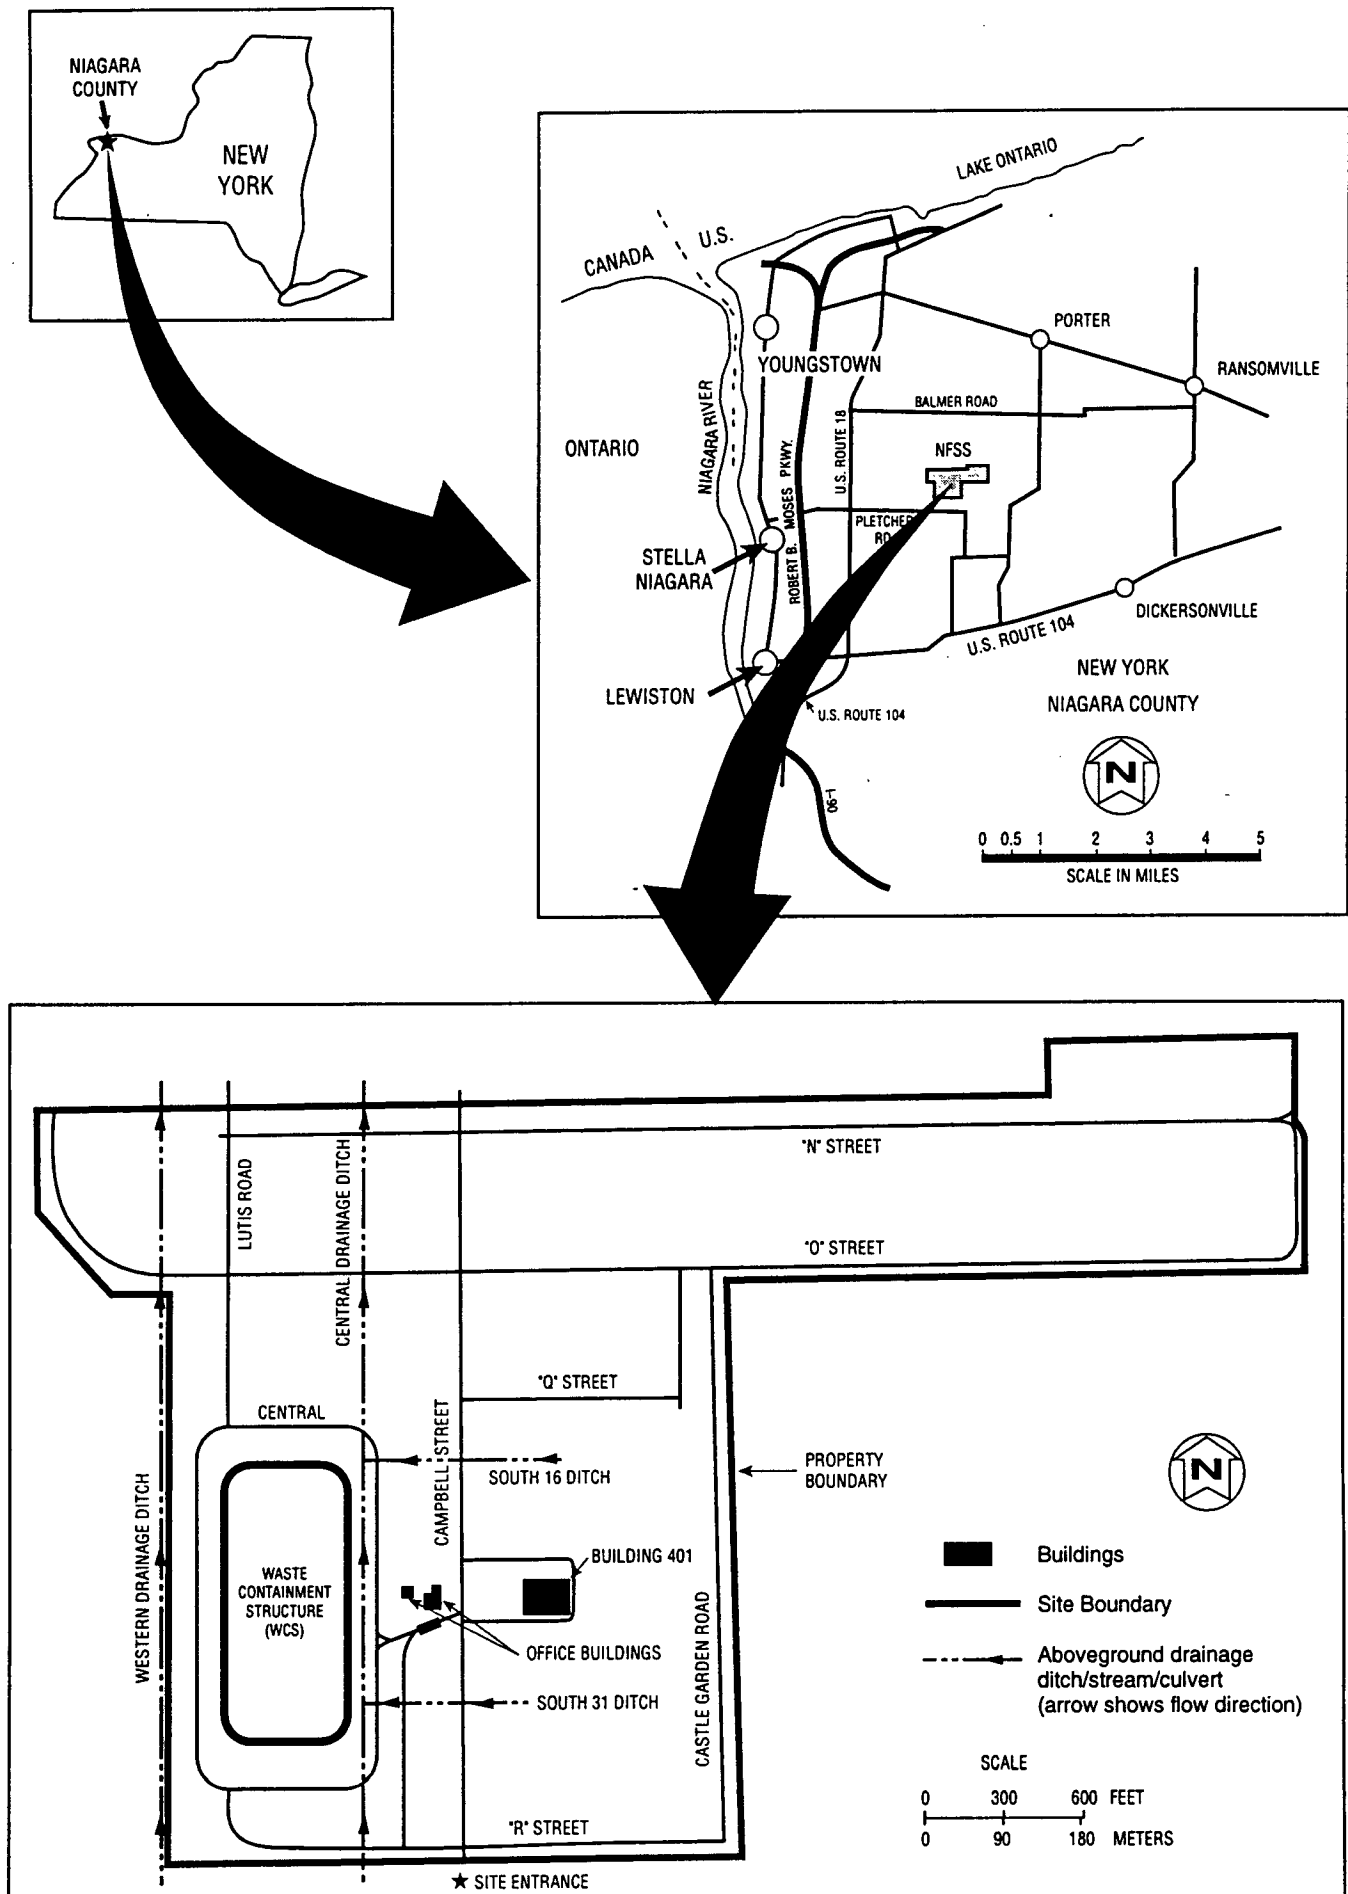 NIAGARA
COUNTY
NEW
YORK
LAKE ONTARIO
U.S.
CANADA
PORTER
YOUNGSTOWN
RANSOMVILLE
BALMER ROAD
NIAGARA RIVER
U.S. ROUTE 18
ONTARIO
ROBERT B. MOSES PKWY.
NFSS
PLETCHER
RD
STELLA
NIAGARA
DICKERSONVILLE
U.S. ROUTE 104
NEW YORK
LEWISTON
NIAGARA COUNTY
U.S. ROUTE 104
N
I-90
0 0.5 1 2 3 4 5
SCALE IN MILES
"N" STREET
LUTIS ROAD
CENTRAL DRAINAGE DITCH
"O" STREET
"Q" STREET
CENTRAL
CAMPBELL STREET
PROPERTY
BOUNDARY
N
SOUTH 16 DITCH
WESTERN DRAINAGE DITCH
BUILDING 401
Buildings
WASTE
CONTAINMENT
STRUCTURE
(WCS)
Site Boundary
OFFICE BUILDINGS
Aboveground drainage
ditch/stream/culvert
(arrow shows flow direction)
SOUTH 31 DITCH
CASTLE GARDEN ROAD
SCALE
0 300 600 FEET
0 90 180 METERS
"R" STREET
SITE ENTRANCE